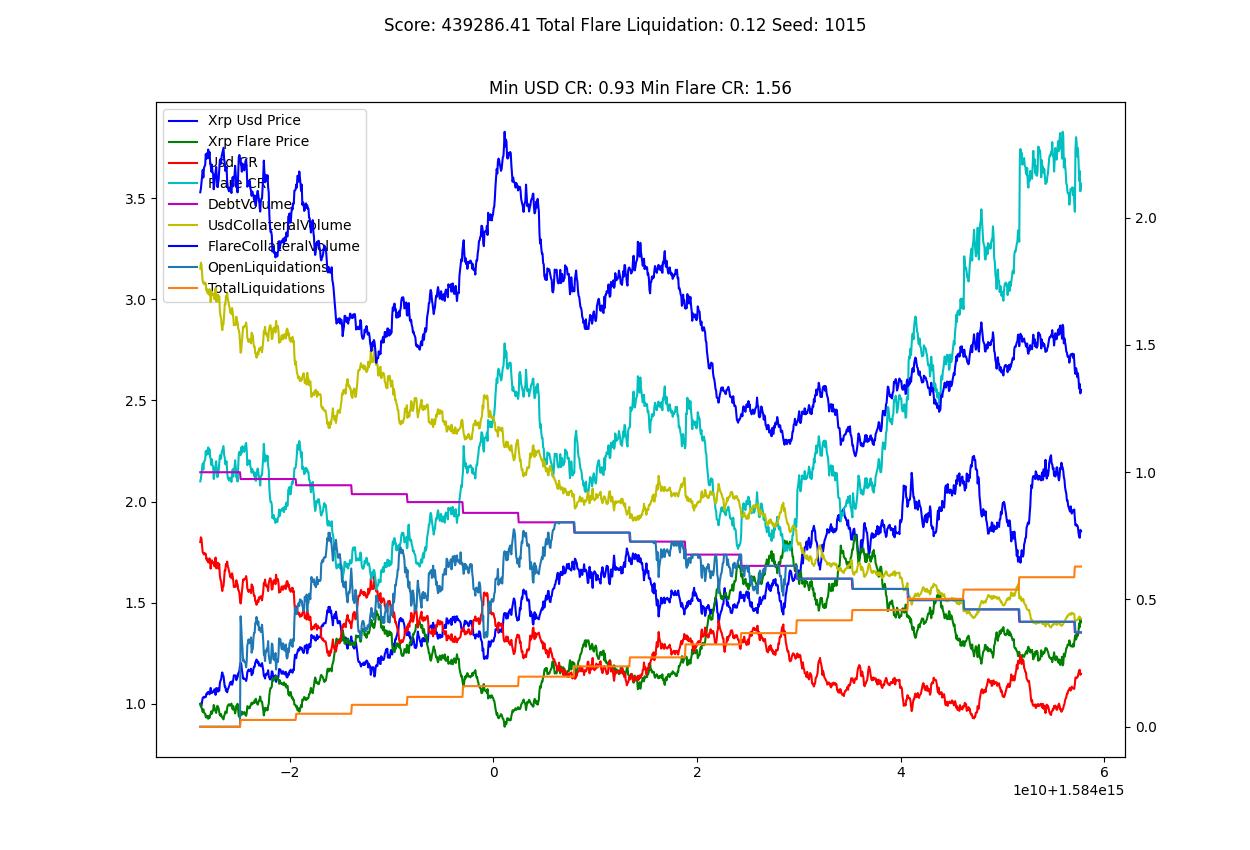 Score: 439286.41 Total Flare Liquidation: 0.12 Seed: 1015
Min USD CR: 0.93 Min Flare CR: 1.56
Xrp Usd Price
Xrp Flare Price
Usd CR
Flare CR
DebtVolume
UsdCollateralVolume
FlareCollateralVolume
OpenLiquidations
TotalLiquidations
3.5
3.0
2.5
2.0
1.5
1.0
2.0
1.5
1.0
0.5
0.0
−2
0
2
4
6
1e10+1.584e15